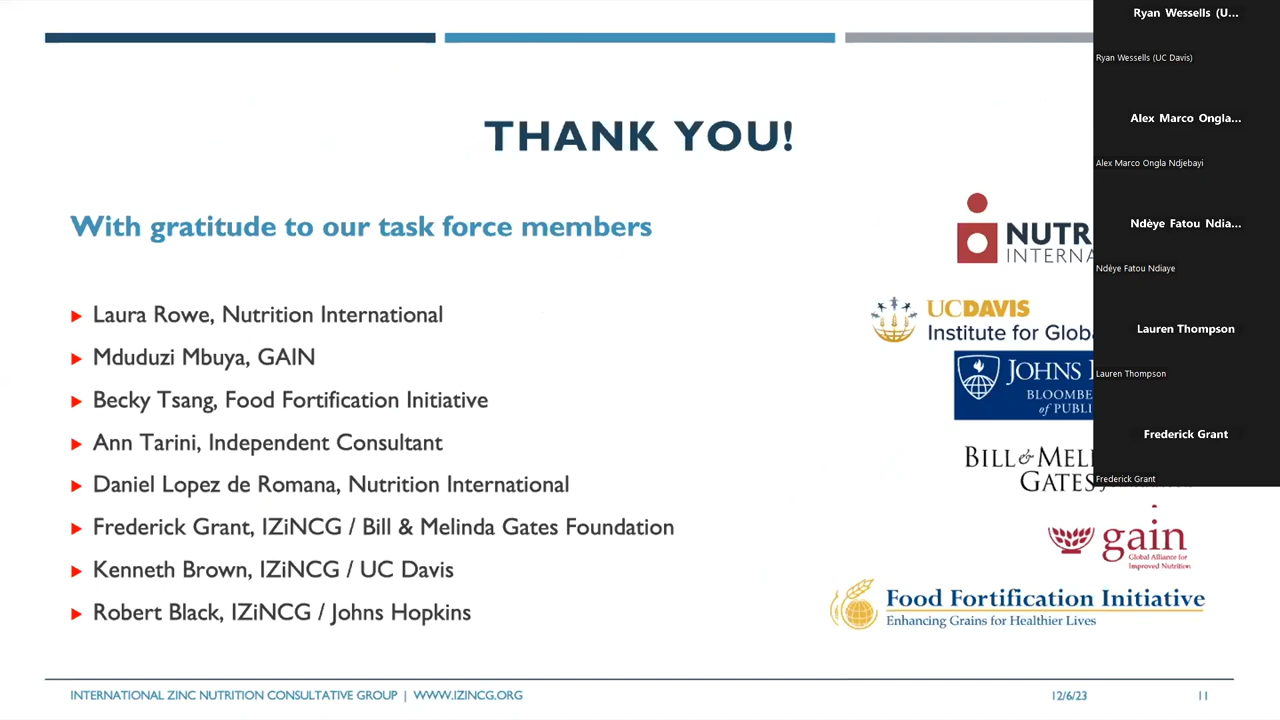 THANK YOU!
With gratitude to our task force members
Laura Rowe, Nutrition International
Mduduzi Mbuya, GAIN
Becky Tsang, Food Fortification Initiative
Ann Tarini, Independent Consultant
Daniel Lopez de Romana, Nutrition International
Frederick Grant, IZiNCG / Bill & Melinda Gates Foundation
Kenneth Brown, IZiNCG / UC Davis
Robert Black, IZiNCG / Johns Hopkins
NUTR
INTERNA
UCDAVIS
Institute for Glob
JOHNS
BLOOMBE
of PUBLI
BILL & MEL
GATES
gain
Global Alliance for
Improved Nutrition
Food Fortification Initiative
Enhancing Grains for Healthier Lives
Ryan Wessells (U...
Ryan Wessells (UC Davis)
Alex Marco Ongla...
Alex Marco Ongla Ndjebayi
Ndèye Fatou Ndia...
Ndèye Fatou Ndiaye
Lauren Thompson
Lauren Thompson
Frederick Grant
Frederick Grant
INTERNATIONAL ZINC NUTRITION CONSULTATIVE GROUP | WWW.IZINCG.ORG
12/6/23
11